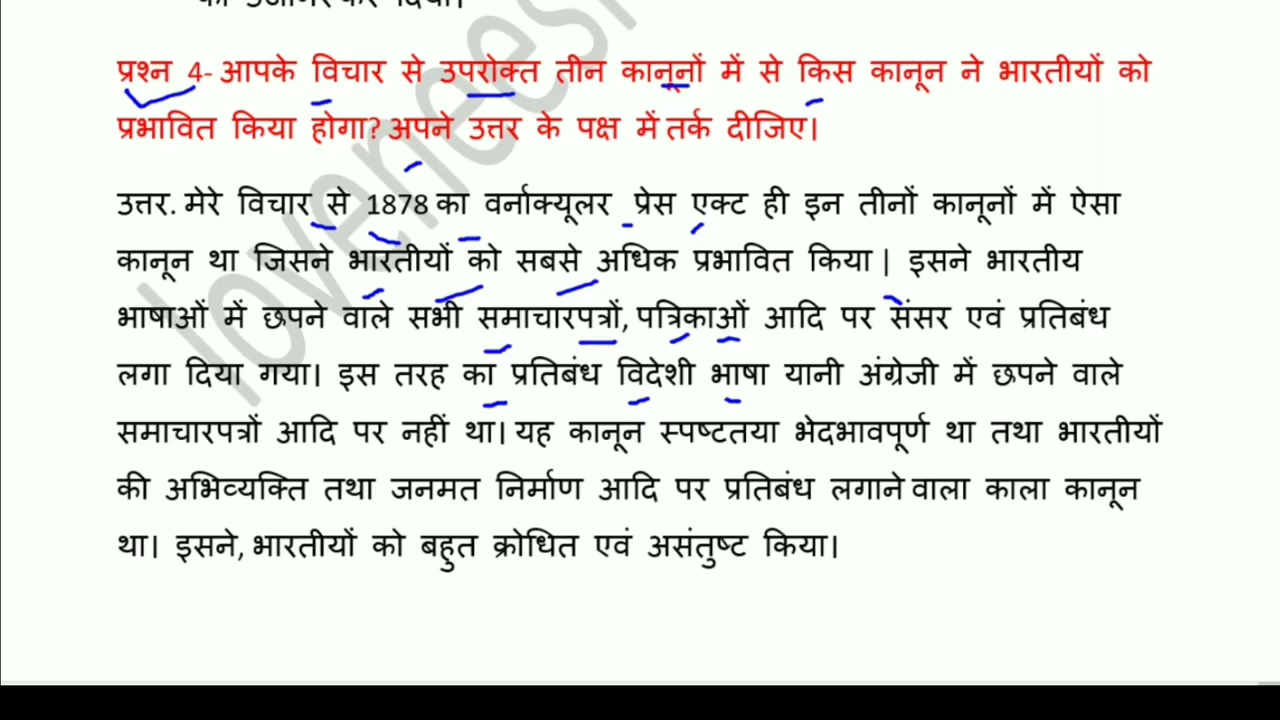 प्रश्न 4- आपके विचार से उपरोक्त तीन कानूनों में से किस कानून ने भारतीयों को
प्रभावित किया होगा? अपने उत्तर के पक्ष में तर्क दीजिए।
उत्तर. मेरे विचार से 1878 का वर्नाक्यूलर प्रेस एक्ट ही इन तीनों कानूनों में ऐसा
कानून था जिसने भारतीयों को सबसे अधिक प्रभावित किया| इसने भारतीय
भाषाओं में छपने वाले सभी समाचारपत्रों, पत्रिकाओं आदि पर संसर एवं प्रतिबंध
लगा दिया गया। इस तरह का प्रतिबंध विदेशी भाषा यानी अंग्रेजी में छपने वाले
समाचारपत्रों आदि पर नहीं था। यह कानून स्पष्टतया भेदभावपूर्ण था तथा भारतीयों
की अभिव्यक्ति तथा जनमत निर्माण आदि पर प्रतिबंध लगाने वाला काला कानून
था। इसने, भारतीयों को बहुत क्रोधित एवं असंतुष्ट किया।